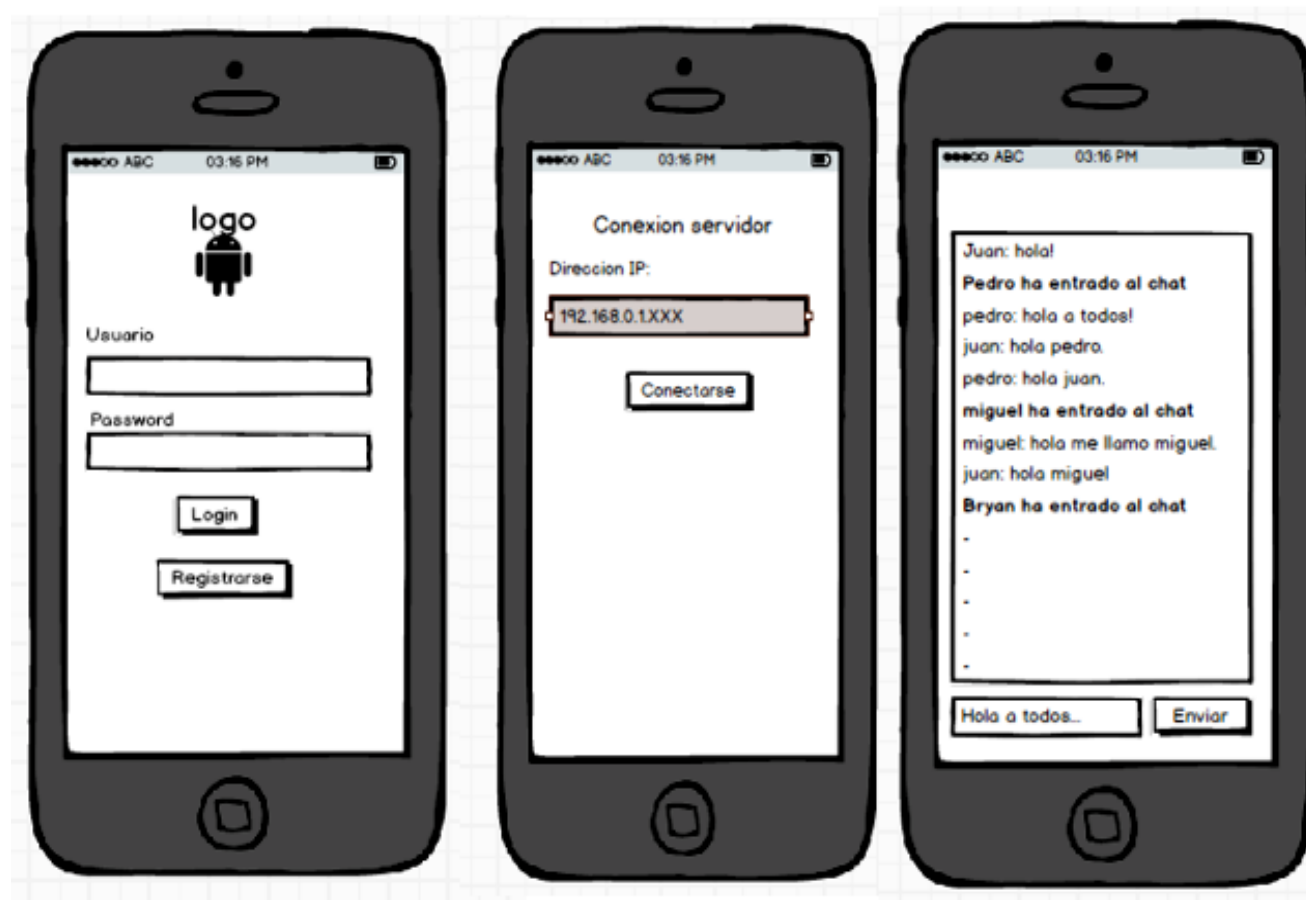 ABC 03:16 PM
logo
Usuario
Password
Login
Registrarse
ABC 03:16 PM
Conexion servidor
Direccion IP:
192.168.0.1.XXX
Conectarse
ABC 03:16 PM
Juan: hola!
Pedro ha entrado al chat
pedro: hola a todos!
juan: hola pedro.
pedro: hola juan.
miguel ha entrado al chat
miguel: hola me llamo miguel.
juan: hola miguel
Bryan ha entrado al chat
-
-
-
-
-
Hola a todos...
Enviar